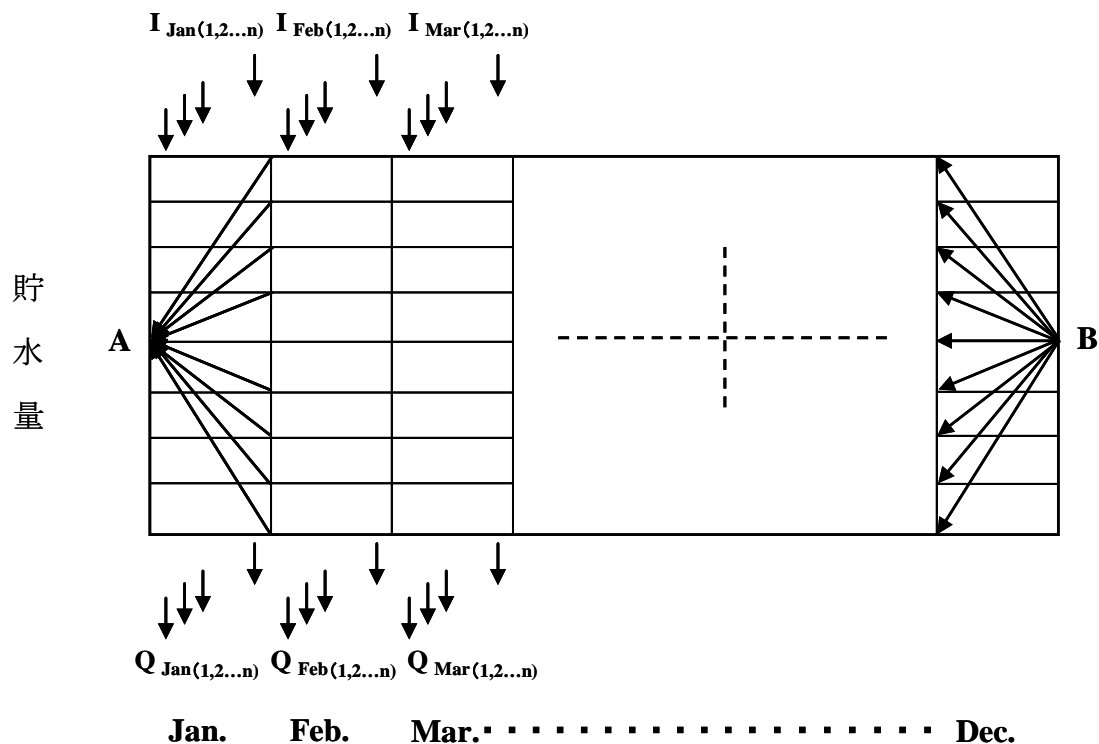 I Jan(1,2…n) I Feb(1,2…n) I Mar(1,2…n)
貯水量
A
B
Q Jan(1,2…n) Q Feb(1,2…n) Q Mar(1,2…n)
Jan. Feb. Mar. Dec.